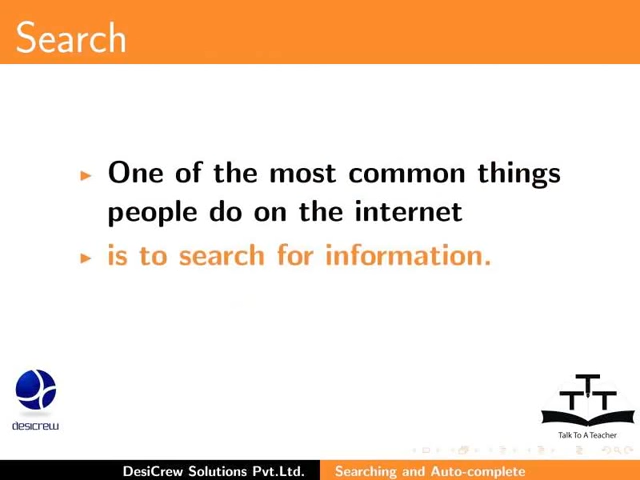 Search
One of the most common things
people do on the internet
is to search for information.
desicrew
TTT
Talk To A Teacher
DesiCrew Solutions Pvt.Ltd.
Searching and Auto-complete